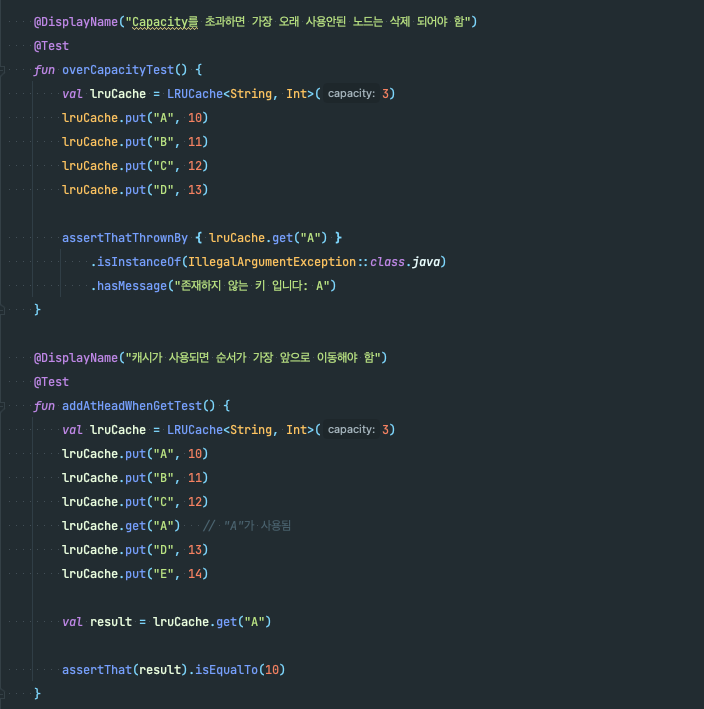 @DisplayName("Capacity를 초과하면 가장 오래 사용안된 노드는 삭제 되어야 함")
@Test
fun overCapacityTest() {
val lruCache = LRUCache<String, Int>( capacity: 3)
lruCache.put("A", 10)
lruCache.put("B", 11)
lruCache.put("C", 12)
lruCache.put("D", 13)
assertThatThrownBy { lruCache.get("A") }
.isInstanceOf(IllegalArgumentException::class.java)
.hasMessage("존재하지 않는 키 입니다: A")
}
@DisplayName("캐시가 사용되면 순서가 가장 앞으로 이동해야 함")
@Test
fun addAtHeadWhenGetTest() {
val lruCache = LRUCache<String, Int>( capacity: 3)
lruCache.put("A", 10)
lruCache.put("B", 11)
lruCache.put("C", 12)
lruCache.get("A") // "A"가 사용됨
lruCache.put("D", 13)
lruCache.put("E", 14)
val result = lruCache.get("A")
assertThat(result).isEqualTo(10)
}